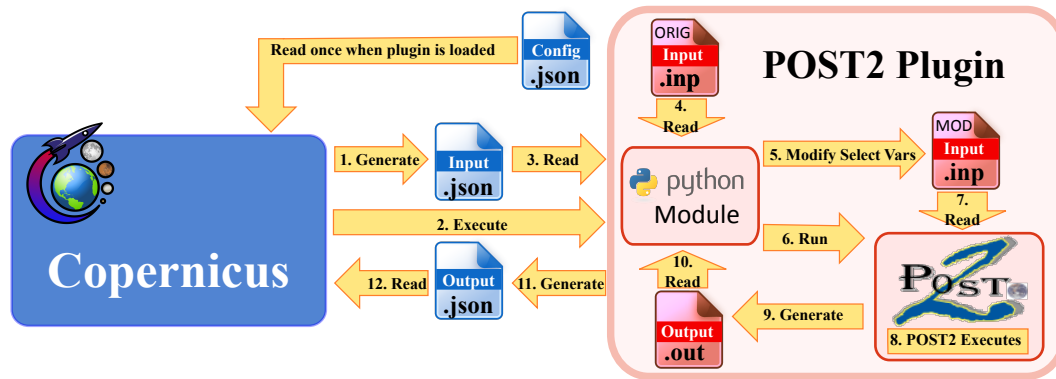 Read once when plugin is loaded
Config
.json
ORIG
Input
.inp
POST2 Plugin
4.
Read
1. Generate
Input
.json
3. Read
python
Module
5. Modify Select Vars
MOD
Input
.inp
7.
Read
2. Execute
6. Run
Copernicus
12. Read
Output
.json
11. Generate
10.
Read
Output
.out
9. Generate
POST2
8. POST2 Executes